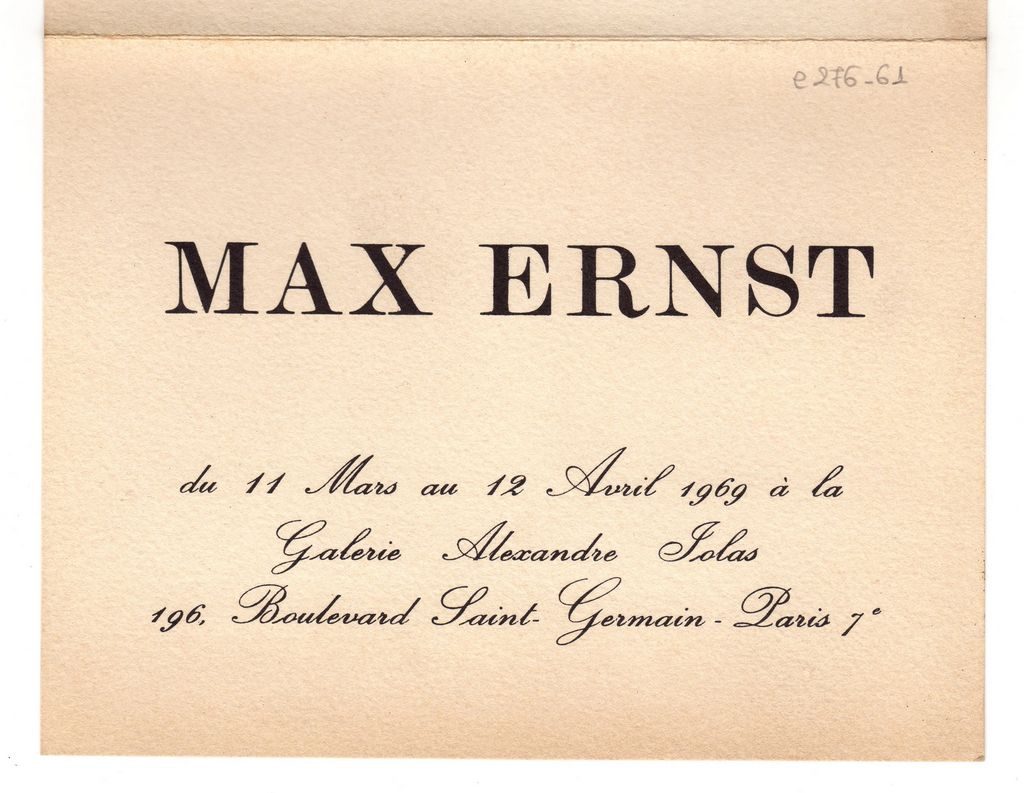 e276-61
MAX ERNST
du 11 Mars au 12 Avril 1969 à la
Galerie Alexandre Jolas
196, Boulevard Saint-Germain - Paris 7e